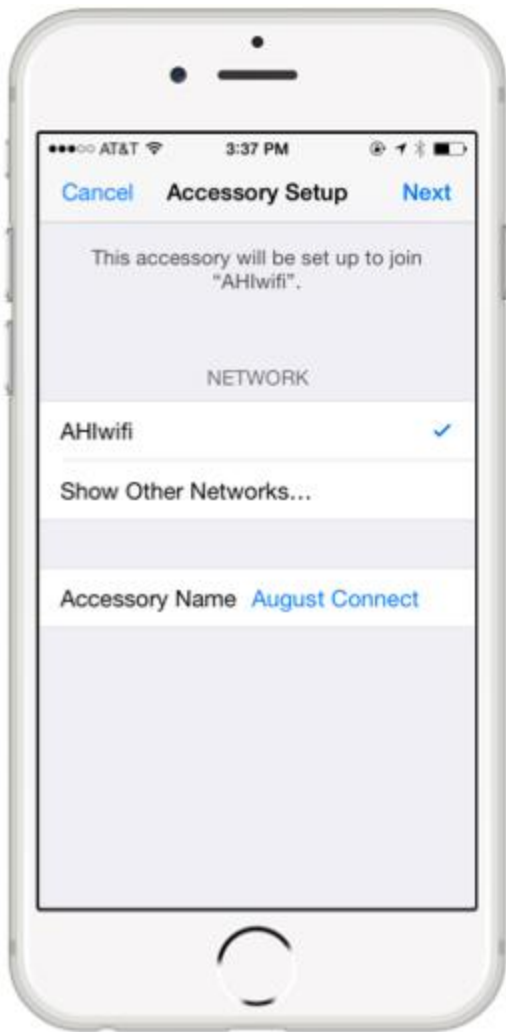 AT&T 3:37 PM
Cancel Accessory Setup Next
This accessory will be set up to join
“AHIwifi”.
NETWORK
AHIwifi
Show Other Networks...
Accessory Name August Connect